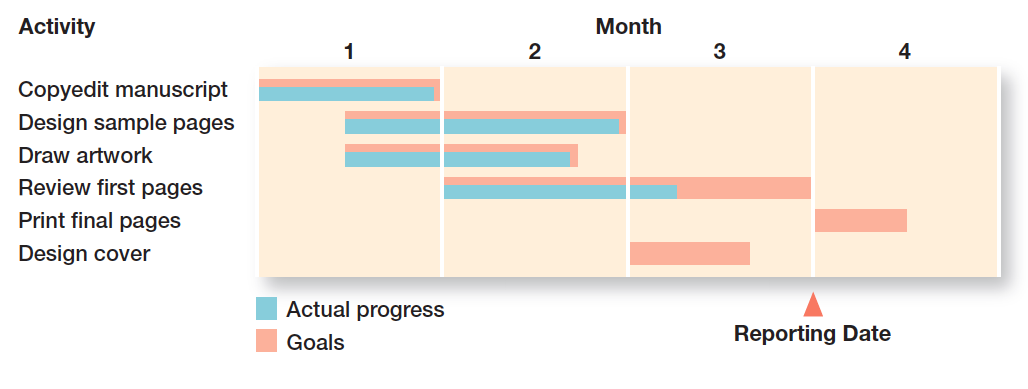 Activity
Month
1 2 3 4
Copyedit manuscript
Design sample pages
Draw artwork
Review first pages
Print final pages
Design cover
Actual progress
Goals
Reporting Date